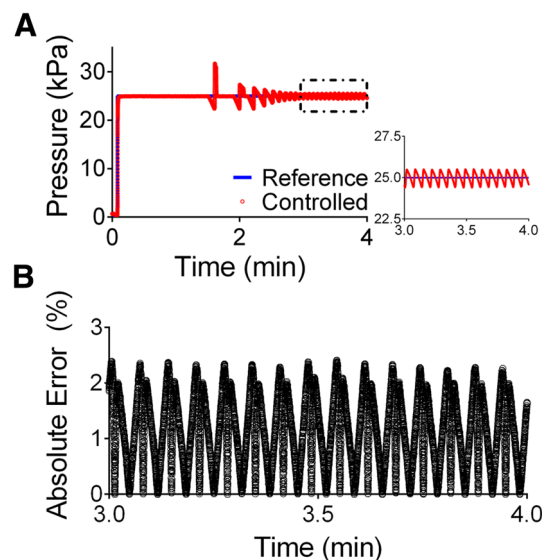 A
Pressure (kPa)
30
20
10
0
0
2
4
Time (min)
Reference
Controlled
27.5
25.0
22.5
3.0
3.5
4.0
B
Absolute Error (%)
3
2
1
0
3.0
3.5
4.0
Time (min)